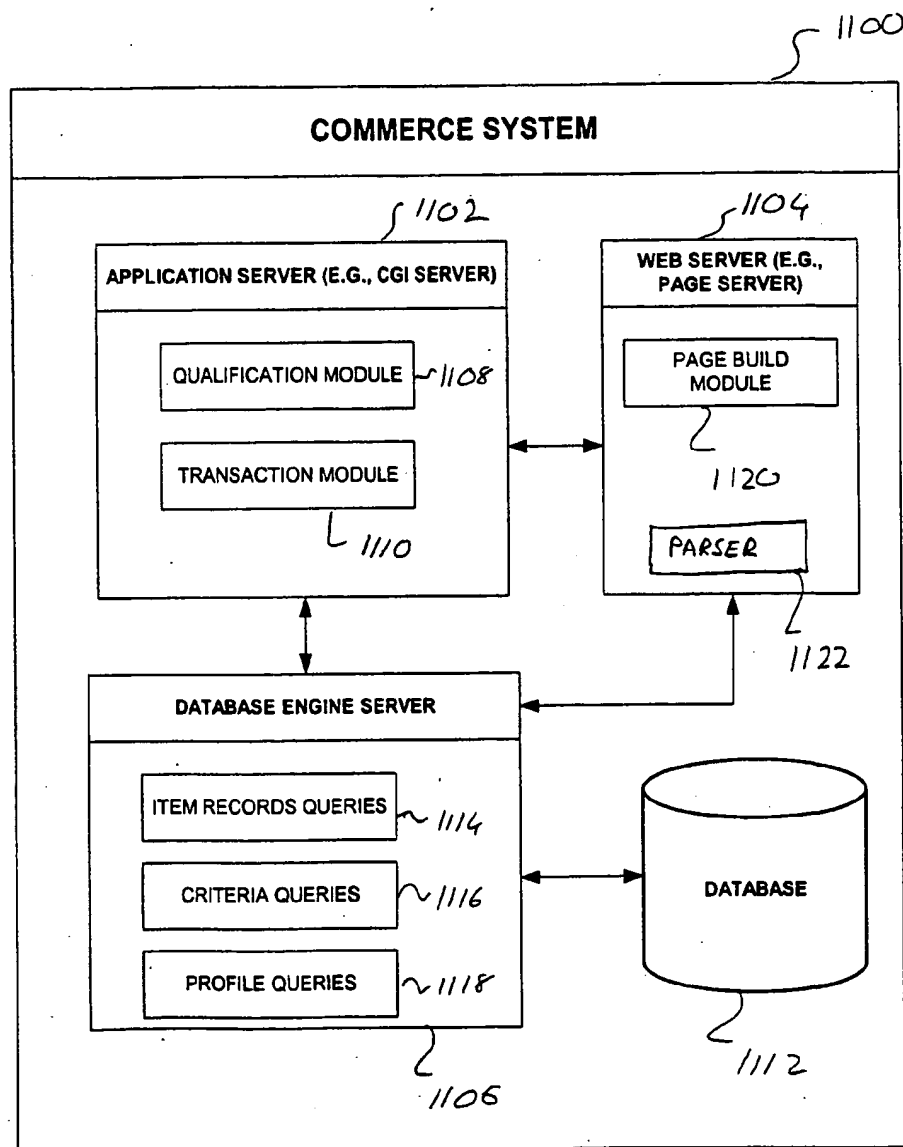 1100
COMMERCE SYSTEM
1102
1104
APPLICATION SERVER (E.G., CGI SERVER)
WEB SERVER (E.G.,
PAGE SERVER)
QUALIFICATION MODULE
1108
PAGE BUILD
MODULE
TRANSACTION MODULE
1120
1110
PARSER
1122
DATABASE ENGINE SERVER
ITEM RECORDS QUERIES
1114
CRITERIA QUERIES
1116
DATABASE
PROFILE QUERIES
1118
1112
1106